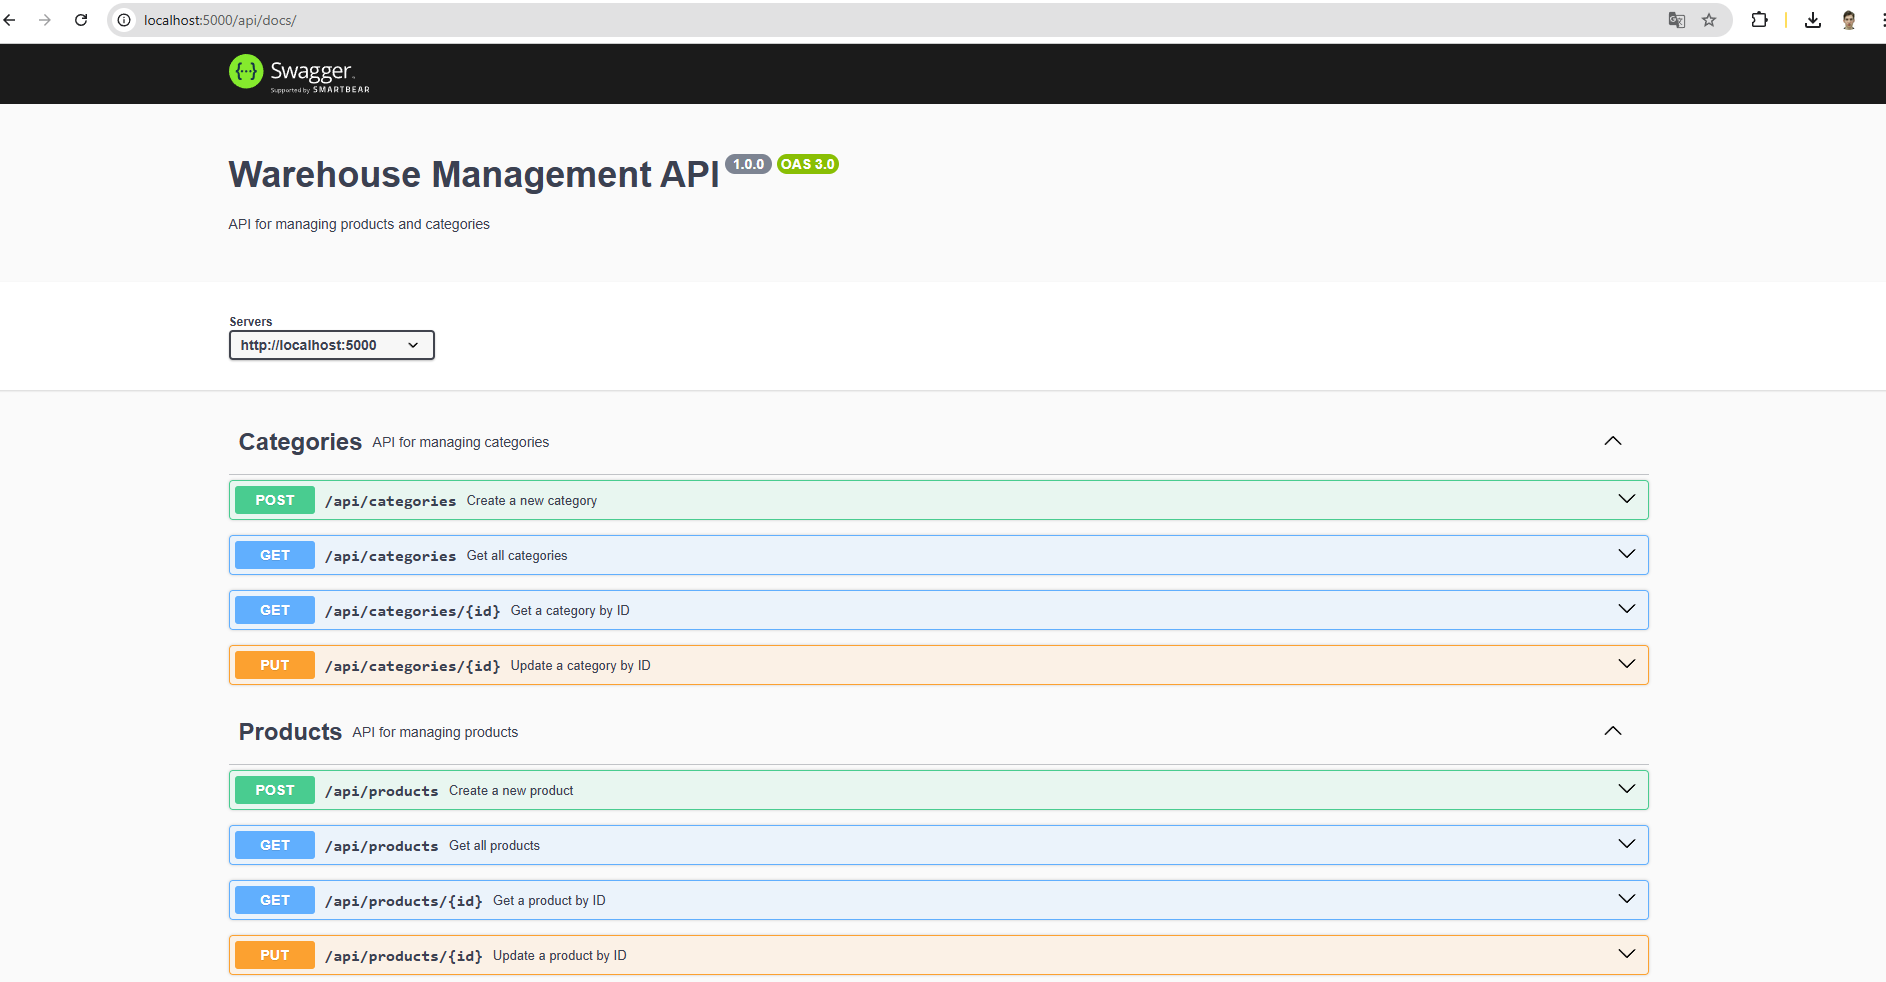 localhost:5000/api/docs/
Swagger
Supported by SMARTBEAR
Warehouse Management API 1.0.0 OAS 3.0
API for managing products and categories
Servers
http://localhost:5000
Categories API for managing categories
POST /api/categories Create a new category
GET /api/categories Get all categories
GET /api/categories/{id} Get a category by ID
PUT /api/categories/{id} Update a category by ID
Products API for managing products
POST /api/products Create a new product
GET /api/products Get all products
GET /api/products/{id} Get a product by ID
PUT /api/products/{id} Update a product by ID